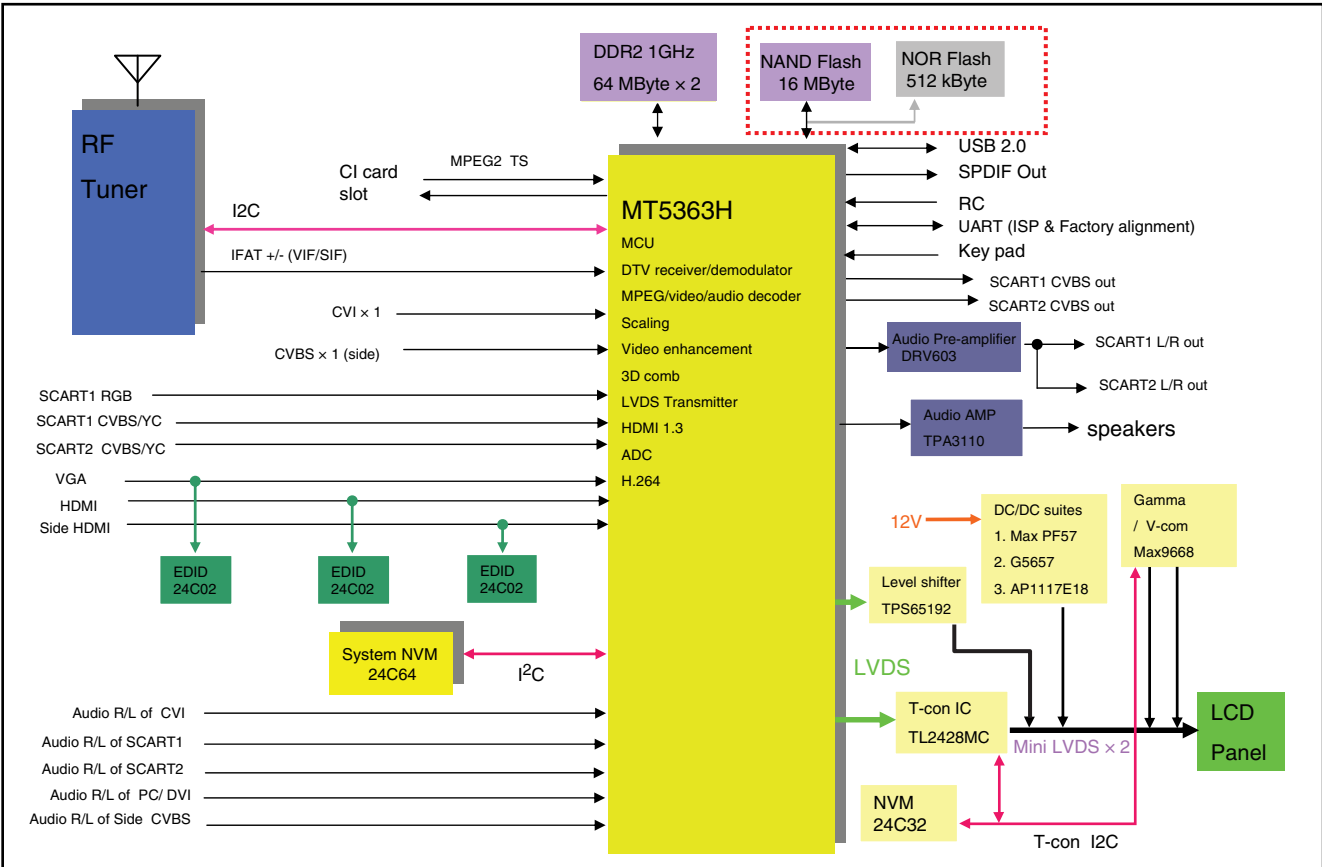 DDR2 1GHz
64 MByte × 2
NAND Flash
16 MByte
NOR Flash
512 kByte
RF
Tuner
CI card
slot
MPEG2 TS
I2C
IFAT +/- (VIF/SIF)
CVI × 1
CVBS × 1 (side)
SCART1 RGB
SCART1 CVBS/YC
SCART2 CVBS/YC
VGA
HDMI
Side HDMI
EDID
24C02
EDID
24C02
EDID
24C02
System NVM
24C64
I²C
Audio R/L of CVI
Audio R/L of SCART1
Audio R/L of SCART2
Audio R/L of PC/ DVI
Audio R/L of Side CVBS
MT5363H
MCU
DTV receiver/demodulator
MPEG/video/audio decoder
Scaling
Video enhancement
3D comb
LVDS Transmitter
HDMI 1.3
ADC
H.264
USB 2.0
SPDIF Out
RC
UART (ISP & Factory alignment)
Key pad
SCART1 CVBS out
SCART2 CVBS out
Audio Pre-amplifier
DRV603
SCART1 L/R out
SCART2 L/R out
Audio AMP
TPA3110
speakers
12V
DC/DC suites
1. Max PF57
2. G5657
3. AP1117E18
Gamma
/ V-com
Max9668
Level shifter
TPS65192
LVDS
T-con IC
TL2428MC
Mini LVDS × 2
LCD
Panel
NVM
24C32
T-con I2C